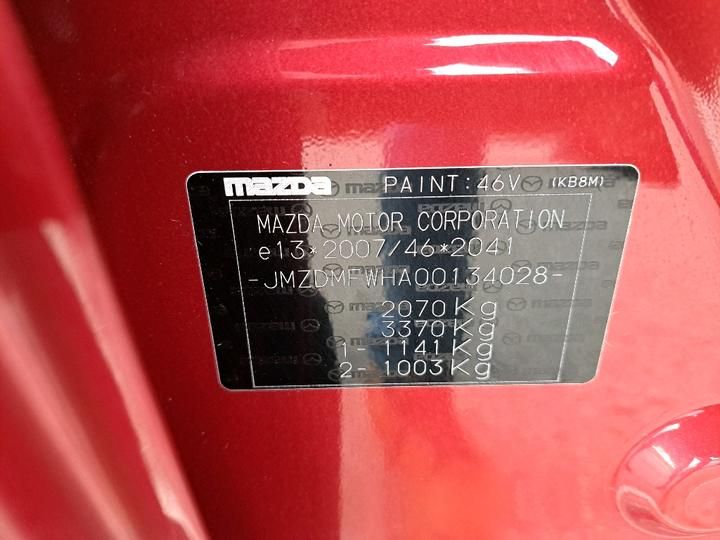 mazda PAINT:46V (KB8M)
MAZDA MOTOR CORPORATION
e13*2007/46*2041
-JMZDMFWHA00134028-
2070Kg
3370Kg
1- 1141Kg
2- 1003Kg